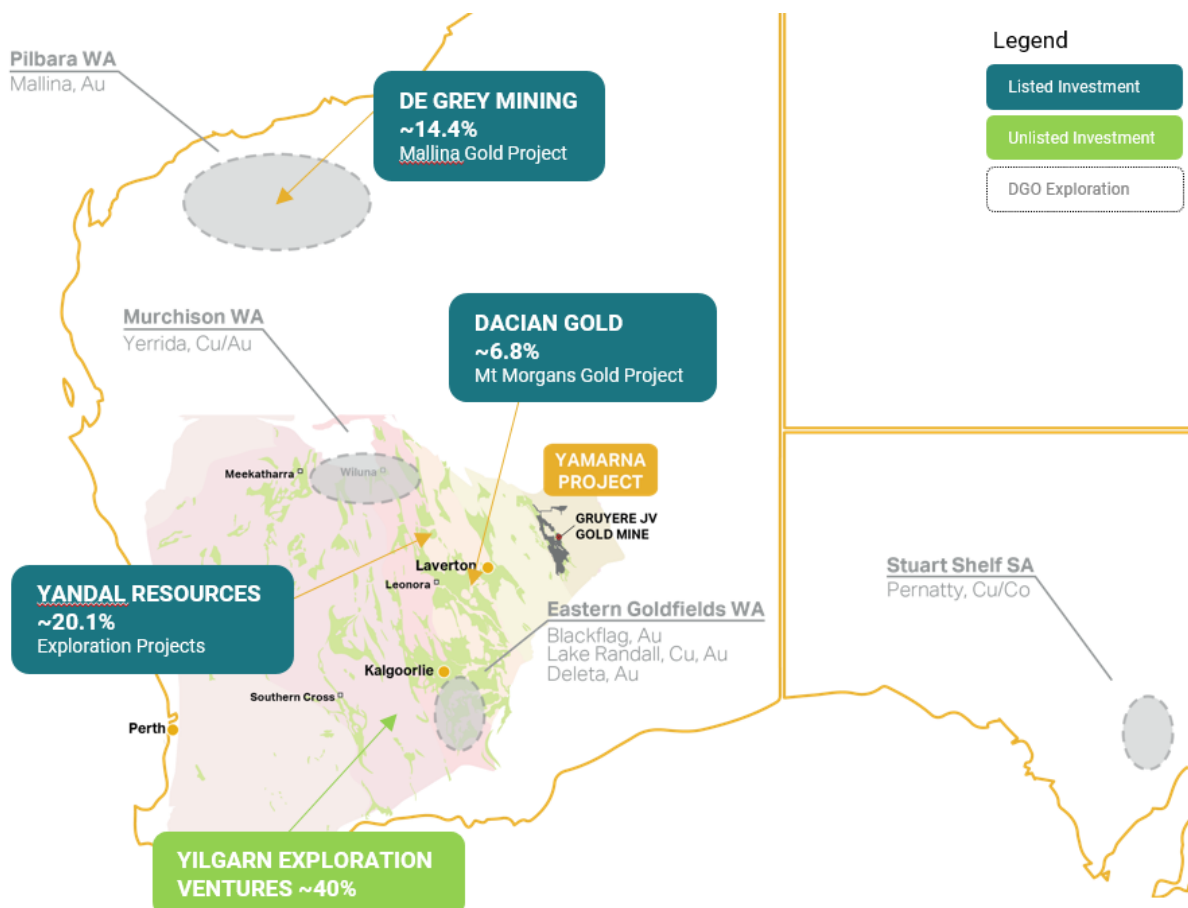 Pilbara WA
Mallina, Au
DE GREY MINING
~14.4%
Mallina Gold Project
Legend
Listed Investment
Unlisted Investment
DGO Exploration
Murchison WA
Yerrida, Cu/Au
DACIAN GOLD
~6.8%
Mt Morgans Gold Project
YAMARNA
PROJECT
Meekatharra
Wiluna
GRUYERE JV
GOLD MINE
Laverton
Leonora
YANDAL RESOURCES
~20.1%
Exploration Projects
Eastern Goldfields WA
Blackflag, Au
Lake Randall, Cu, Au
Deleta, Au
Stuart Shelf SA
Pernatty, Cu/Co
Kalgoorlie
Southern Cross
Perth
YILGARN EXPLORATION
VENTURES ~40%